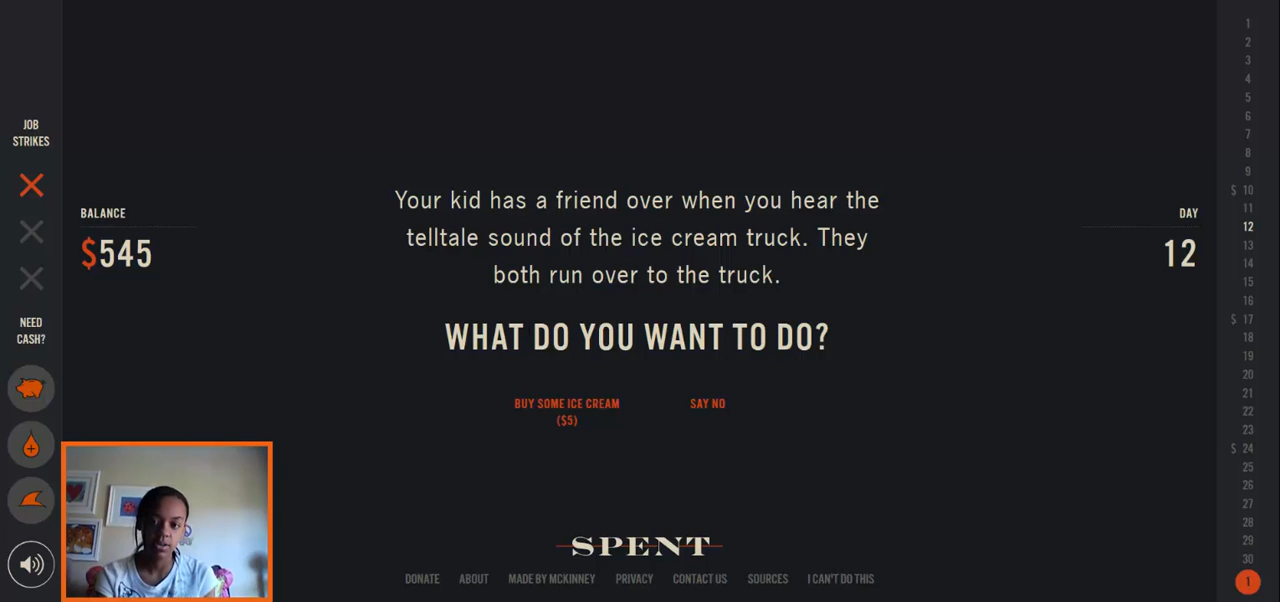 JOB
STRIKES
BALANCE
$545
NEED
CASH?
Your kid has a friend over when you hear the
telltale sound of the ice cream truck. They
both run over to the truck.
WHAT DO YOU WANT TO DO?
BUY SOME ICE CREAM
($5)
SAY NO
DAY
12
1
2
3
4
5
6
7
8
9
$ 10
11
12
13
14
15
16
$ 17
18
19
20
21
22
23
$ 24
25
26
27
28
29
30
1
SPENT
DONATE ABOUT MADE BY MCKINNEY PRIVACY CONTACT US SOURCES I CAN'T DO THIS